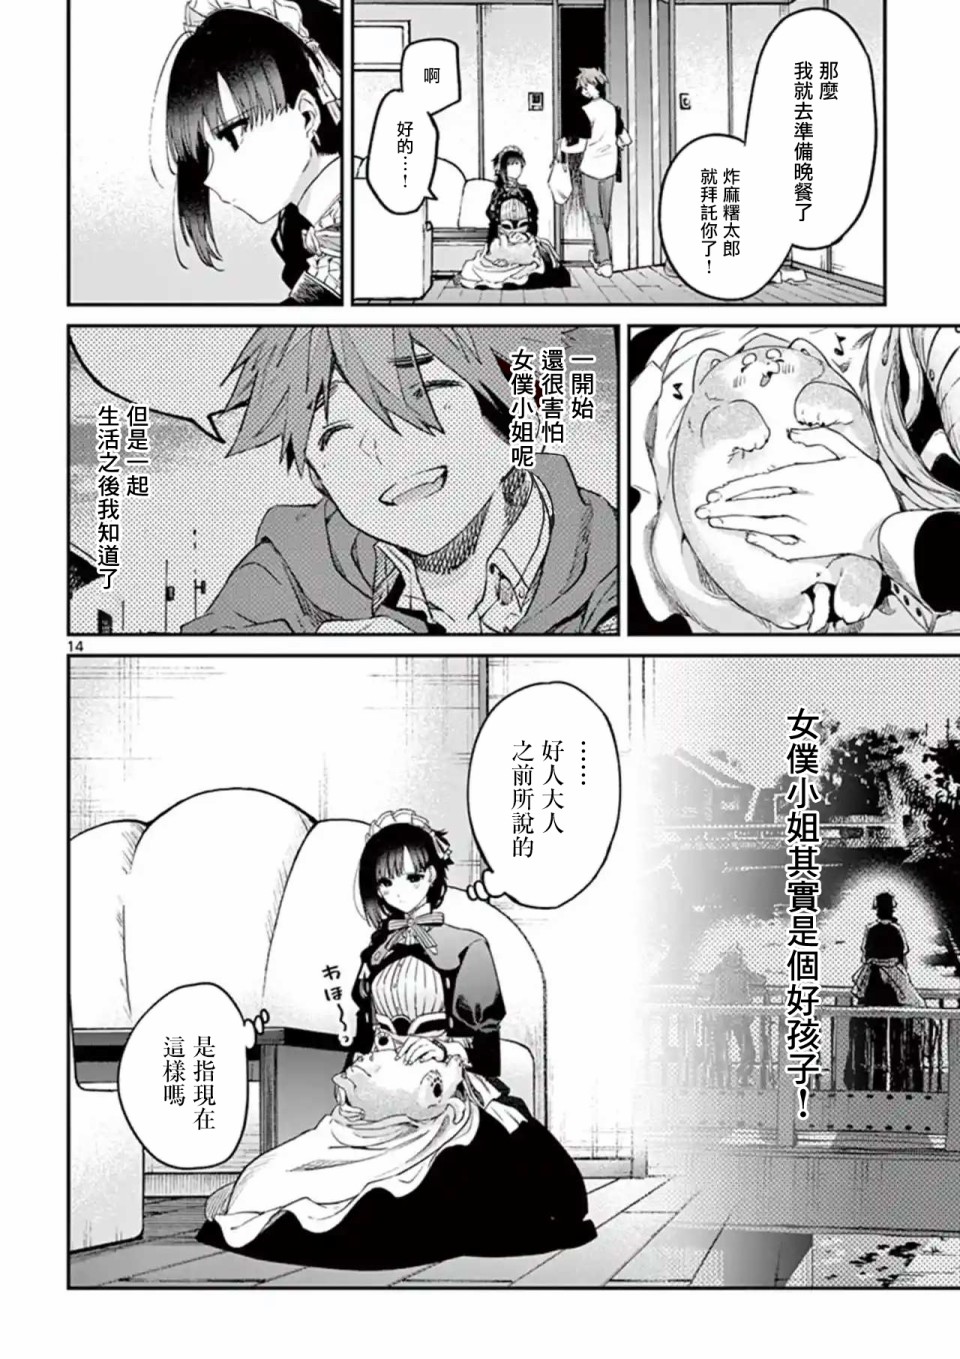 那麼
我就去準備晚餐了
炸麻糬太郎
就拜託你了！
啊
好的⋯！
一開始
還很害怕
女僕小姐呢
但是一起
生活之後我知道了
14
女僕小姐其實是個好孩子！
⋯⋯
好人大人
之前所說的
是指現在
這樣嗎
わほ〜っ